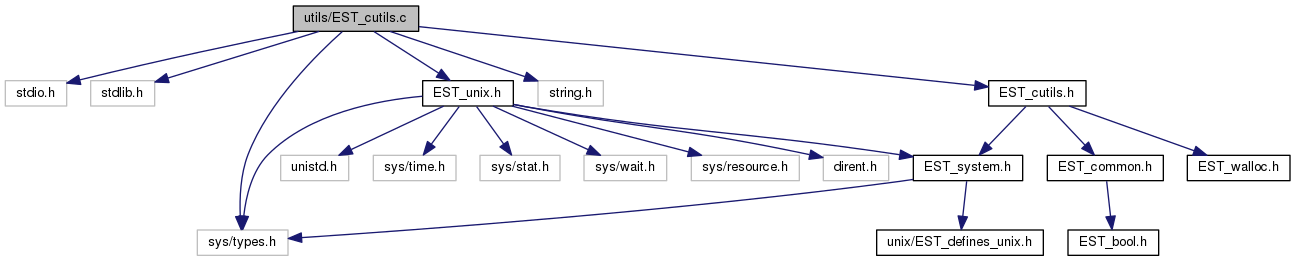 utils/EST_cutils.c
stdio.h
stdlib.h
EST_unix.h
string.h
EST_cutils.h
unistd.h
sys/time.h
sys/stat.h
sys/wait.h
sys/resource.h
dirent.h
EST_system.h
EST_common.h
EST_walloc.h
sys/types.h
unix/EST_defines_unix.h
EST_bool.h